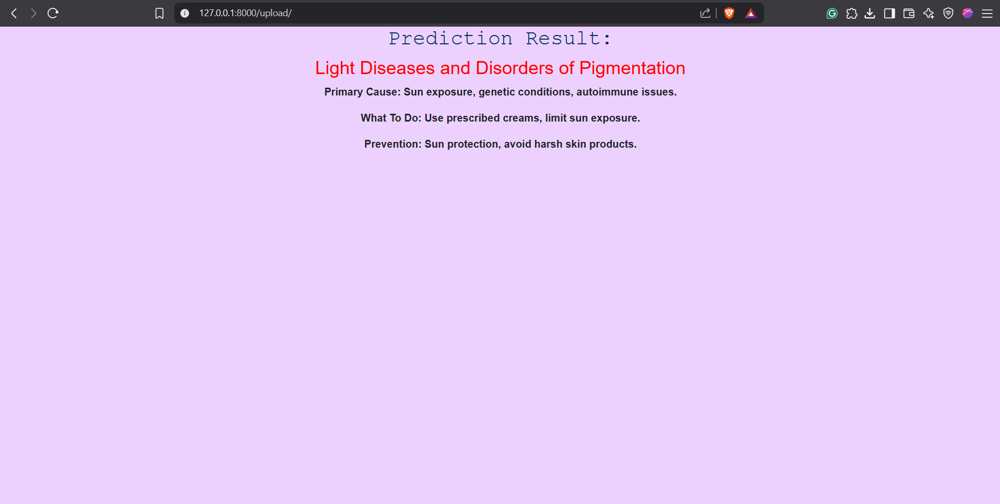 127.0.0.1:8000/upload/
Prediction Result:
Light Diseases and Disorders of Pigmentation
Primary Cause: Sun exposure, genetic conditions, autoimmune issues.
What To Do: Use prescribed creams, limit sun exposure.
Prevention: Sun protection, avoid harsh skin products.